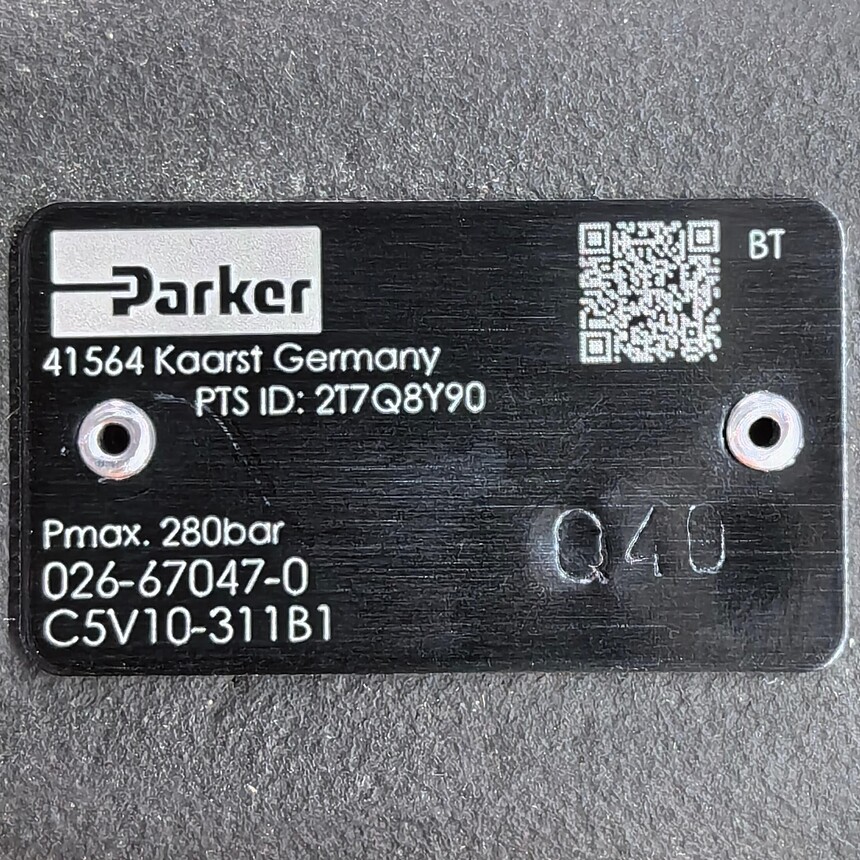 Parker
BT
41564 Kaarst Germany
PTS ID: 2T7Q8Y90
Pmax. 280bar
026-67047-0
C5V10-311B1
Q40